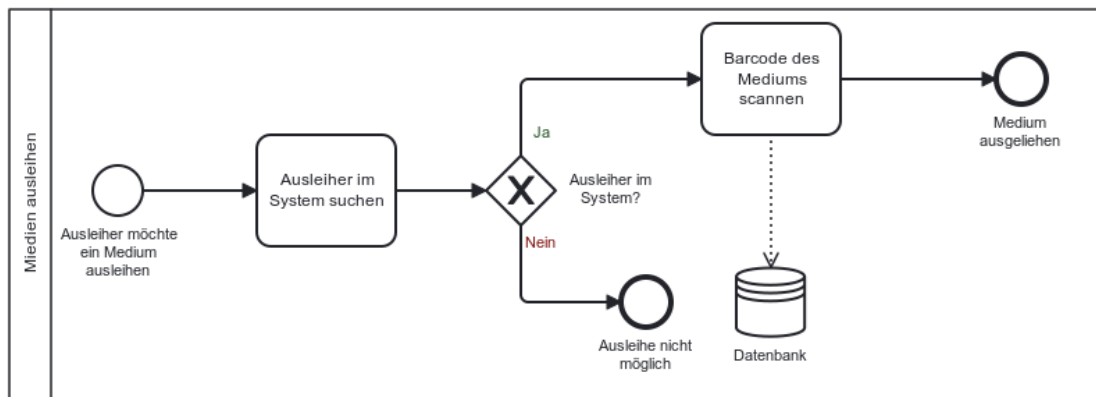 Miedien ausleihen
Ausleiher möchte
ein Medium
ausleihen
Ausleiher im
System suchen
Ausleiher im
System?
Ja
Nein
Barcode des
Mediums
scannen
Medium
ausgeliehen
Ausleihe nicht
möglich
Datenbank